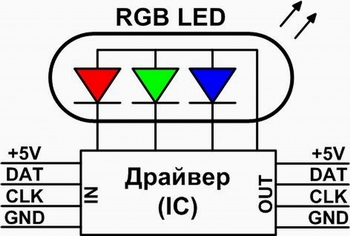 RGB LED
+5V
DAT
CLK
GND
IN
Драйвер
(IC)
OUT
+5V
DAT
CLK
GND